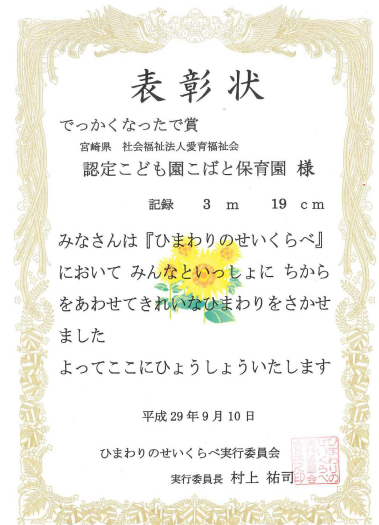 表彰状
でっかくなったで賞
宮崎県 社会福祉法人愛育福祉会
認定こども園こばと保育園 様
記録 3 m 19 cm
みなさんは『ひまわりのせいくらべ』
において みんなといっしょに ちから
をあわせてきれいなひまわりをさかせ
ました
よってここにひょうしょういたします
平成29年9月10日
ひまわりのせいくらべ実行委員会
実行委員長 村上 祐司